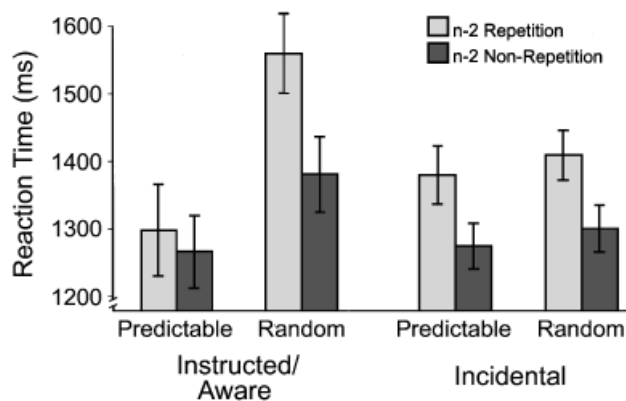 Reaction Time (ms)
1600
1500
1400
1300
1200
n-2 Repetition
n-2 Non-Repetition
Predictable Random Predictable Random
Instructed/
Aware
Incidental